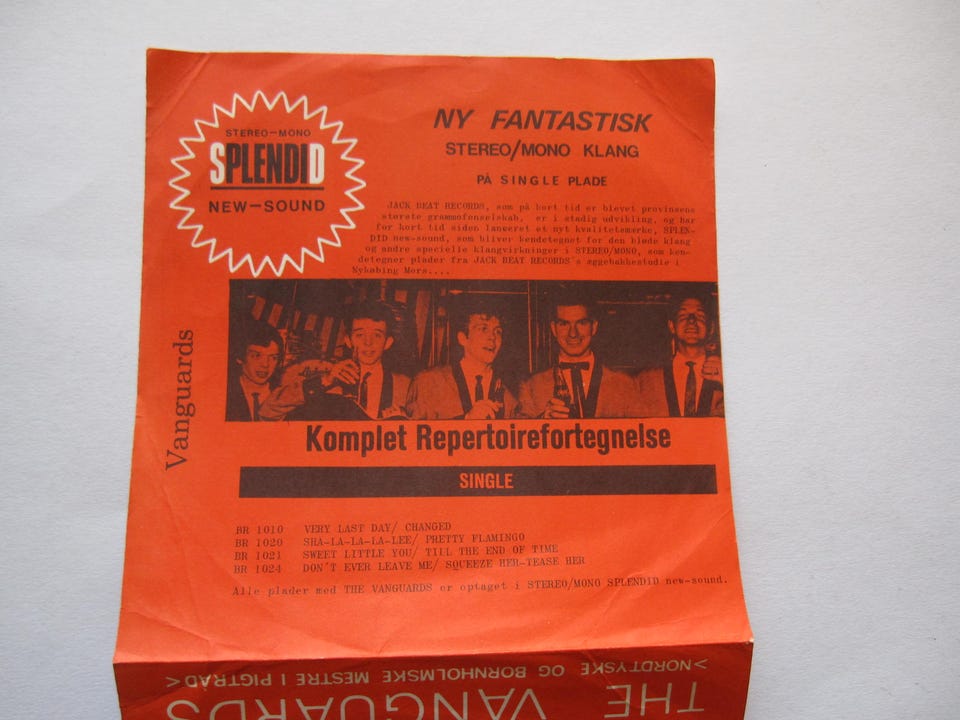 STEREO—MONO
SPLENDID
NEW—SOUND
NY FANTASTISK
STEREO/MONO KLANG
PÅ SINGLE PLADE
JACK BEAT RECORDS, som på kort tid er blevet provinsens
største grammofonselskab, er i stadig udvikling, og har
for kort tid siden lanceret et nyt kvalitetsmærke, SPLEN-
DID new-sound, som bliver kendetegnet for den bløde klang
og andre specielle klangvirkninger i STEREO/MONO, som ken-
detegner plader fra JACK BEAT RECORDS´s æggebakkestudie i
Nykøbing Mors....
Vanguards
Komplet Repertoirefortegnelse
SINGLE
BR 1010 VERY LAST DAY/ CHANGED
BR 1020 SHA-LA-LA-LA-LEE/ PRETTY FLAMINGO
BR 1021 SWEET LITTLE YOU/ TILL THE END OF TIME
BR 1024 DON'T EVER LEAVE ME/ SQUEEZE HER-TEASE HER
Alle plader med THE VANGUARDS er optaget i STEREO/MONO SPLENDID new-sound.
>NORDTYSKE OG BORNHOLMSKE MESTRE I PIGTRÅD<
THE VANGUARDS